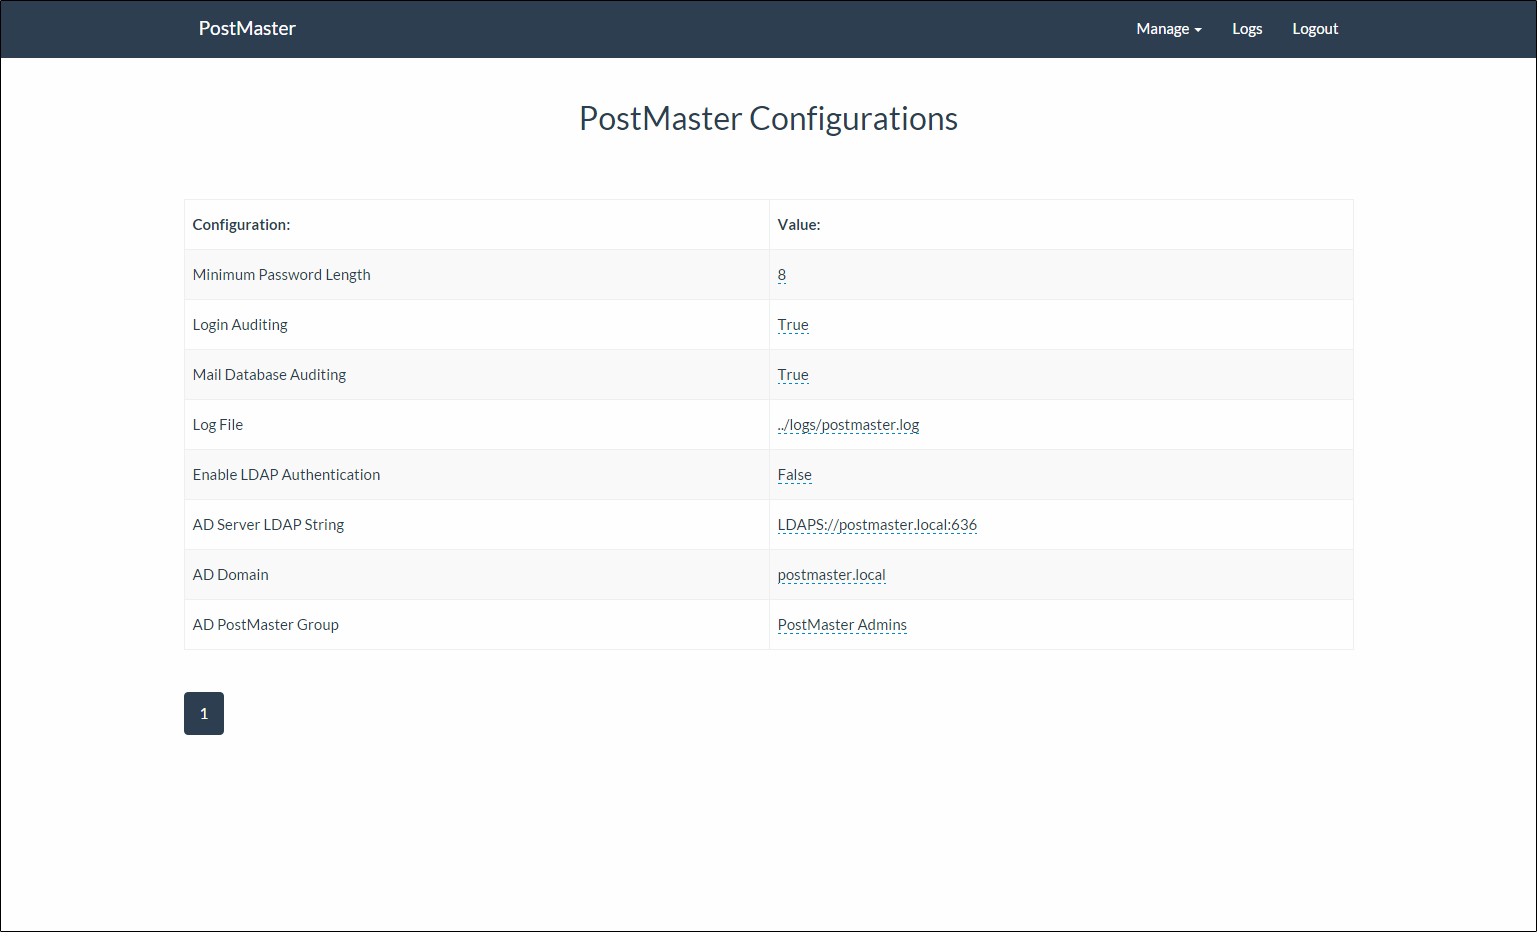 PostMaster Manage Logs Logout
PostMaster Configurations
Configuration: Value:
Minimum Password Length 8
Login Auditing True
Mail Database Auditing True
Log File ../logs/postmaster.log
Enable LDAP Authentication False
AD Server LDAP String LDAPS://postmaster.local:636
AD Domain postmaster.local
AD PostMaster Group PostMaster Admins
1